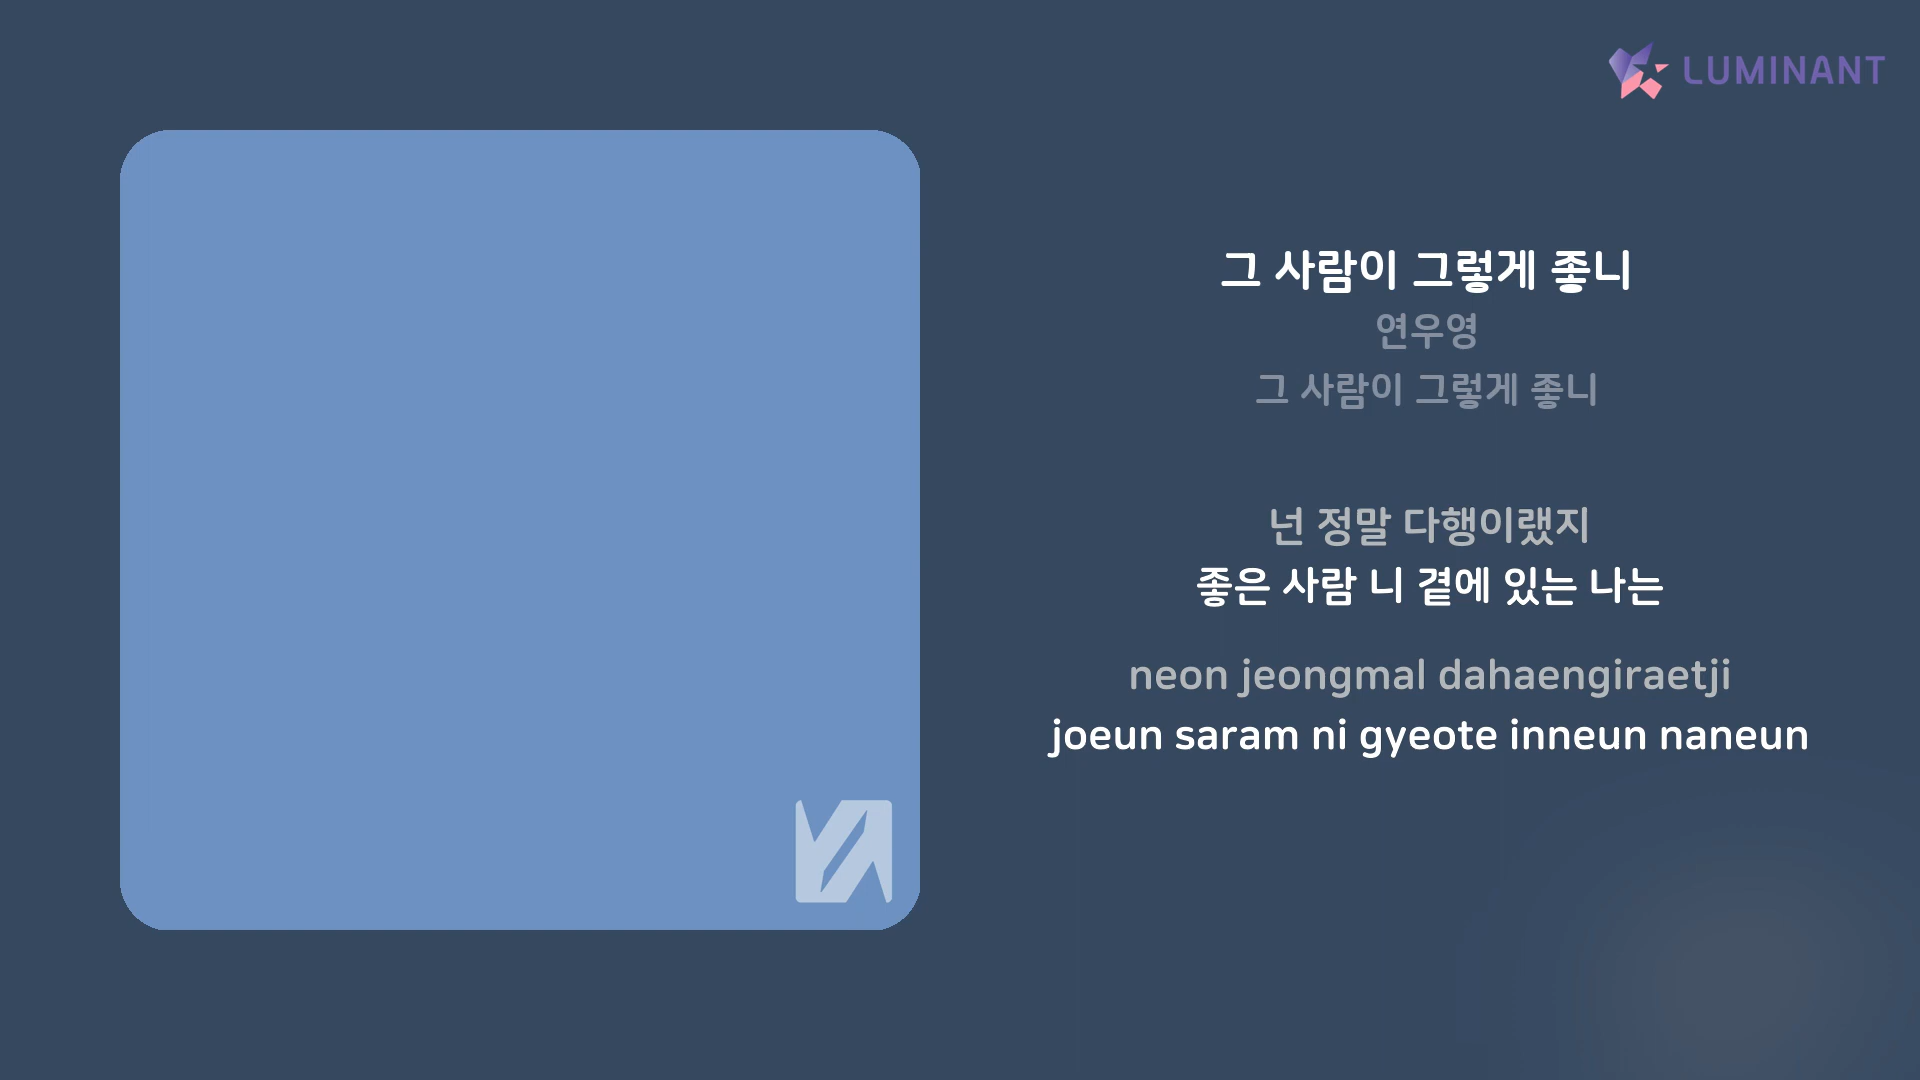 LUMINANT
그 사람이 그렇게 좋니
연우영
그 사람이 그렇게 좋니
넌 정말 다행이랬지
좋은 사람 니 곁에 있는 나는
neon jeongmal dahaengiraetji
joeun saram ni gyeote inneun naneun